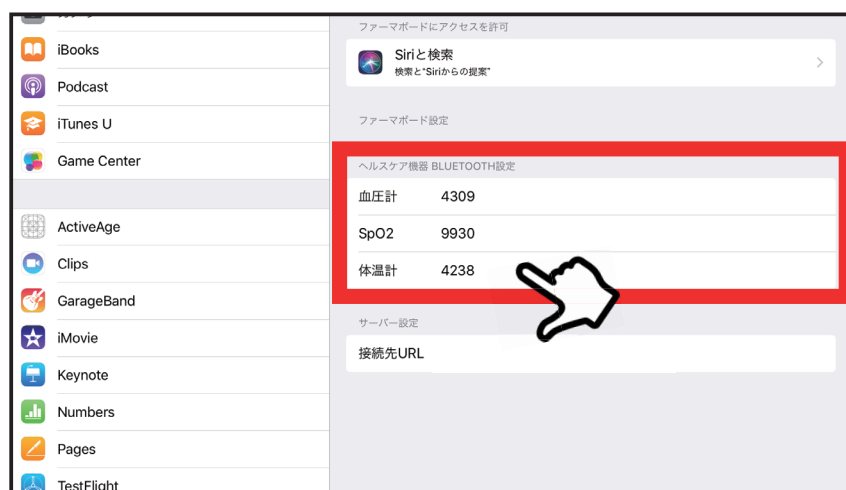 iBooks
Podcast
iTunes U
Game Center
ActiveAge
Clips
GarageBand
iMovie
Keynote
Numbers
Pages
TestFlight
ファーマボードにアクセスを許可
Siriと検索
検索と“Siriからの提案”
ファーマボード設定
ヘルスケア機器 BLUETOOTH設定
血圧計 4309
SpO2 9930
体温計 4238
サーバー設定
接続先URL